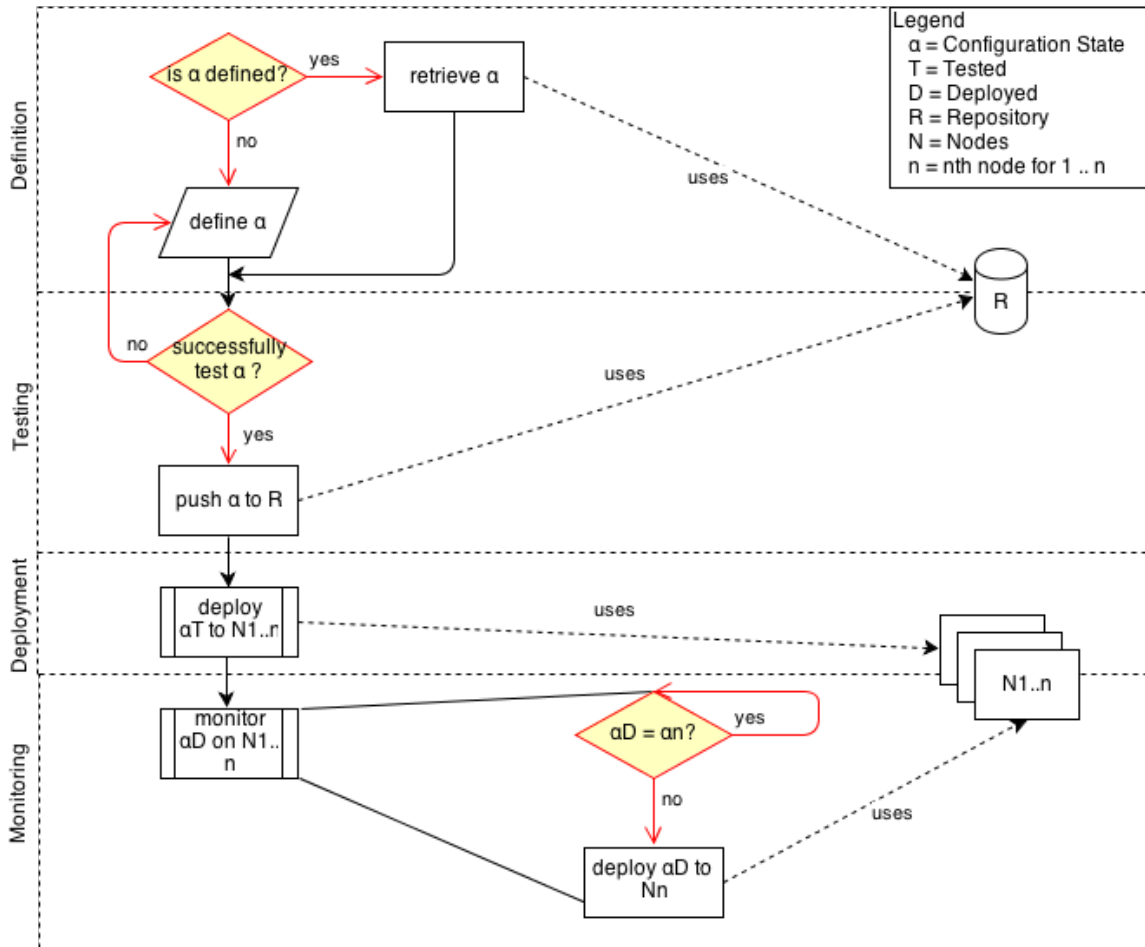 Legend
α = Configuration State
T = Tested
D = Deployed
R = Repository
N = Nodes
n = nth node for 1 .. n
Definition
is α defined?
yes
retrieve α
no
uses
define α
R
Testing
no
successfully
test α ?
uses
yes
push α to R
Deployment
deploy
αT to N1..n
uses
N1..n
Monitoring
monitor
αD on N1..
n
αD = αn?
yes
no
uses
deploy αD to
Nn